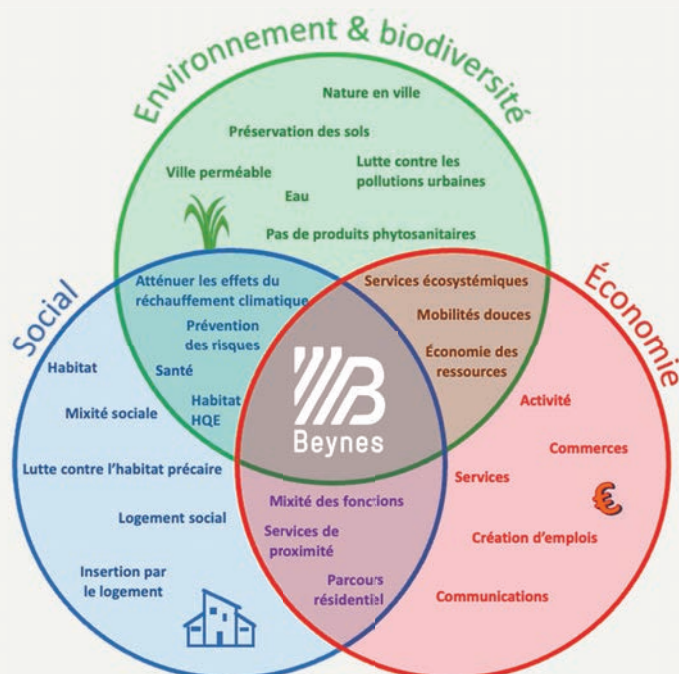 Environnement & biodiversité
Nature en ville
Préservation des sols
Lutte contre les
pollutions urbaines
Ville perméable
Eau
Pas de produits phytosanitaires
Social
Économie
Atténuer les effets du
réchauffement climatique
Prévention
des risques
Santé
Habitat
HQE
Services écosystémiques
Mobilités douces
Économie des
ressources
Habitat
Mixité sociale
Lutte contre l'habitat précaire
Logement social
Insertion par
le logement
B
Beynes
Mixité des fonctions
Services de
proximité
Parcours
résidentiel
Activité
Commerces
Services
€
Création d'emplois
Communications